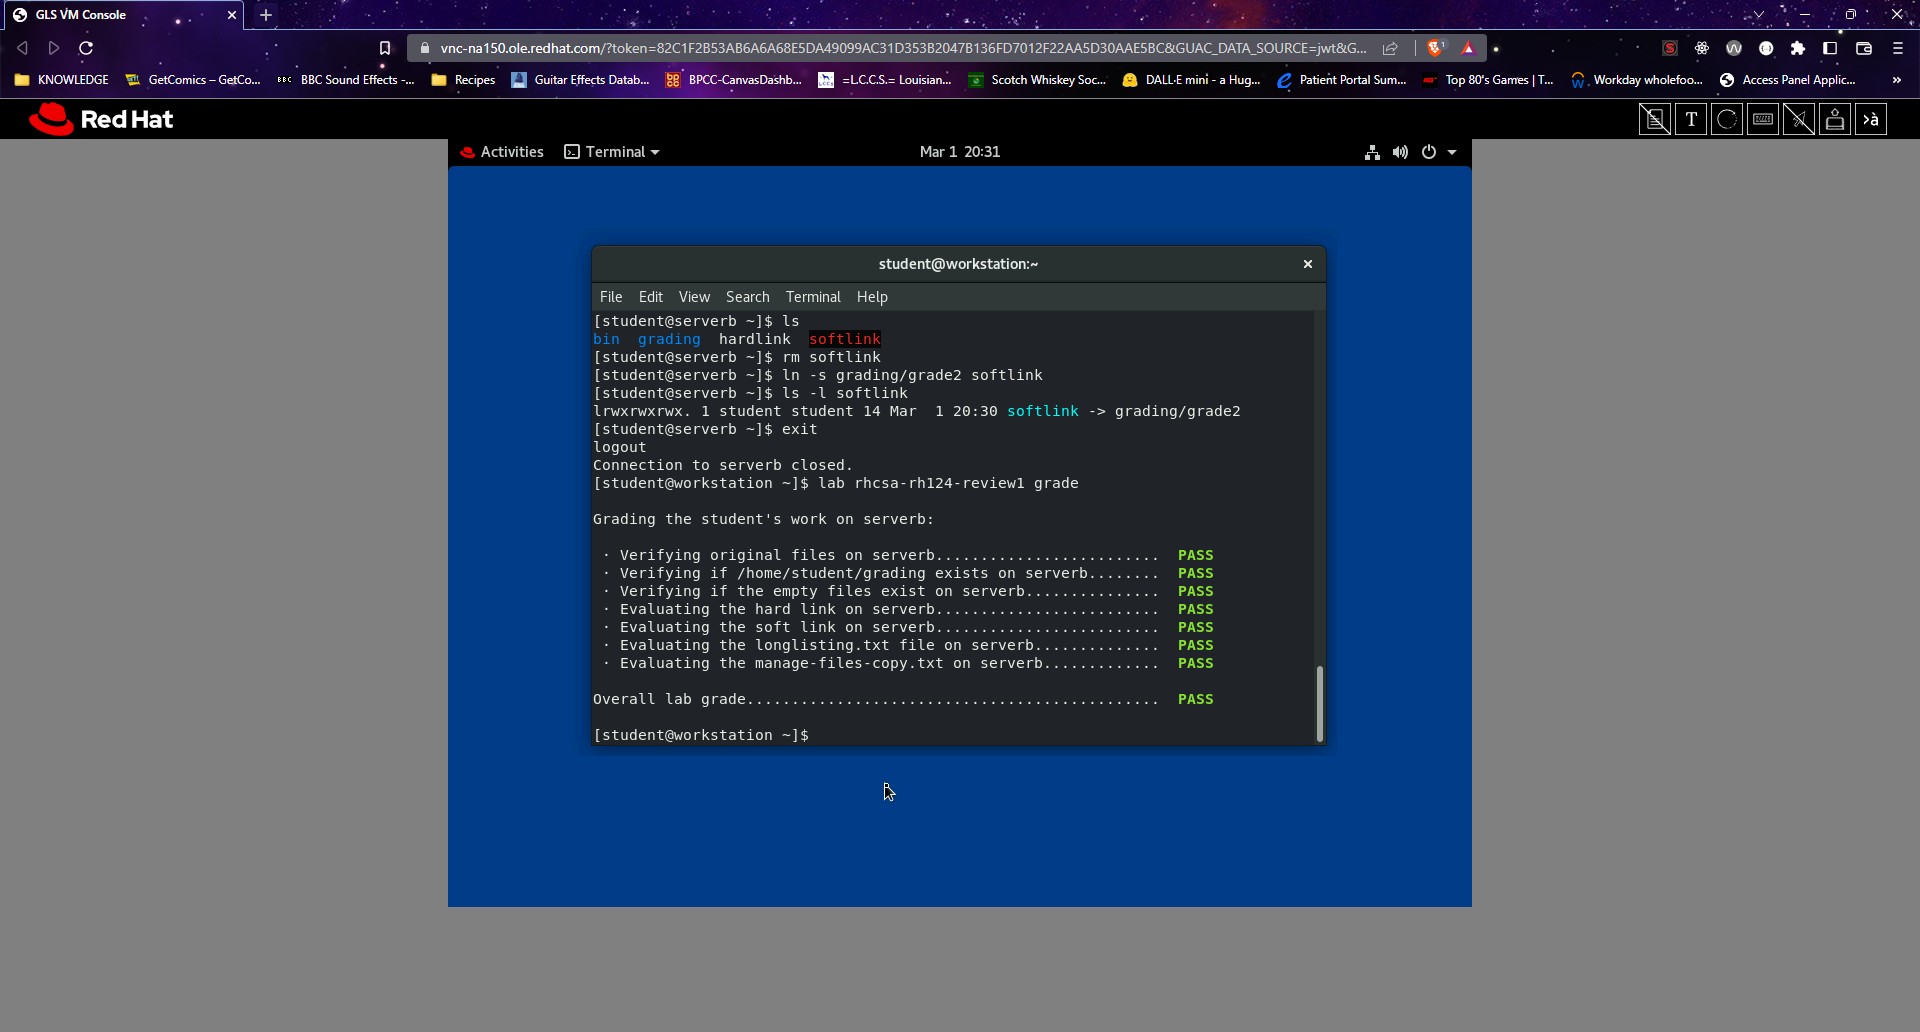 GLS VM Console
vnc-na150.ole.redhat.com/?token=82C1F2B53AB6A6A68E5DA49099AC31D353B2047B136FD7012F22AA5D30AAE5BC&GUAC_DATA_SOURCE=jwt&G...
KNOWLEDGE GetComics – GetCo... BBC BBC Sound Effects -... Recipes Guitar Effects Datab... BPCC-CanvasDashb... =L.C.C.S.= Louisian... Scotch Whiskey Soc... DALL·E mini - a Hug... Patient Portal Sum... Top 80's Games | T... Workday wholefoo... Access Panel Applic... »
Red Hat T ›à
Activities Terminal Mar 1 20:31
student@workstation:~
File Edit View Search Terminal Help
[student@serverb ~]$ ls
bin grading hardlink softlink
[student@serverb ~]$ rm softlink
[student@serverb ~]$ ln -s grading/grade2 softlink
[student@serverb ~]$ ls -l softlink
lrwxrwxrwx. 1 student student 14 Mar  1 20:30 softlink -> grading/grade2
[student@serverb ~]$ exit
logout
Connection to serverb closed.
[student@workstation ~]$ lab rhcsa-rh124-review1 grade
Grading the student's work on serverb:
· Verifying original files on serverb......................... PASS
· Verifying if /home/student/grading exists on serverb........ PASS
· Verifying if the empty files exist on serverb............... PASS
· Evaluating the hard link on serverb......................... PASS
· Evaluating the soft link on serverb......................... PASS
· Evaluating the longlisting.txt file on serverb.............. PASS
· Evaluating the manage-files-copy.txt on serverb............. PASS
Overall lab grade.............................................. PASS
[student@workstation ~]$